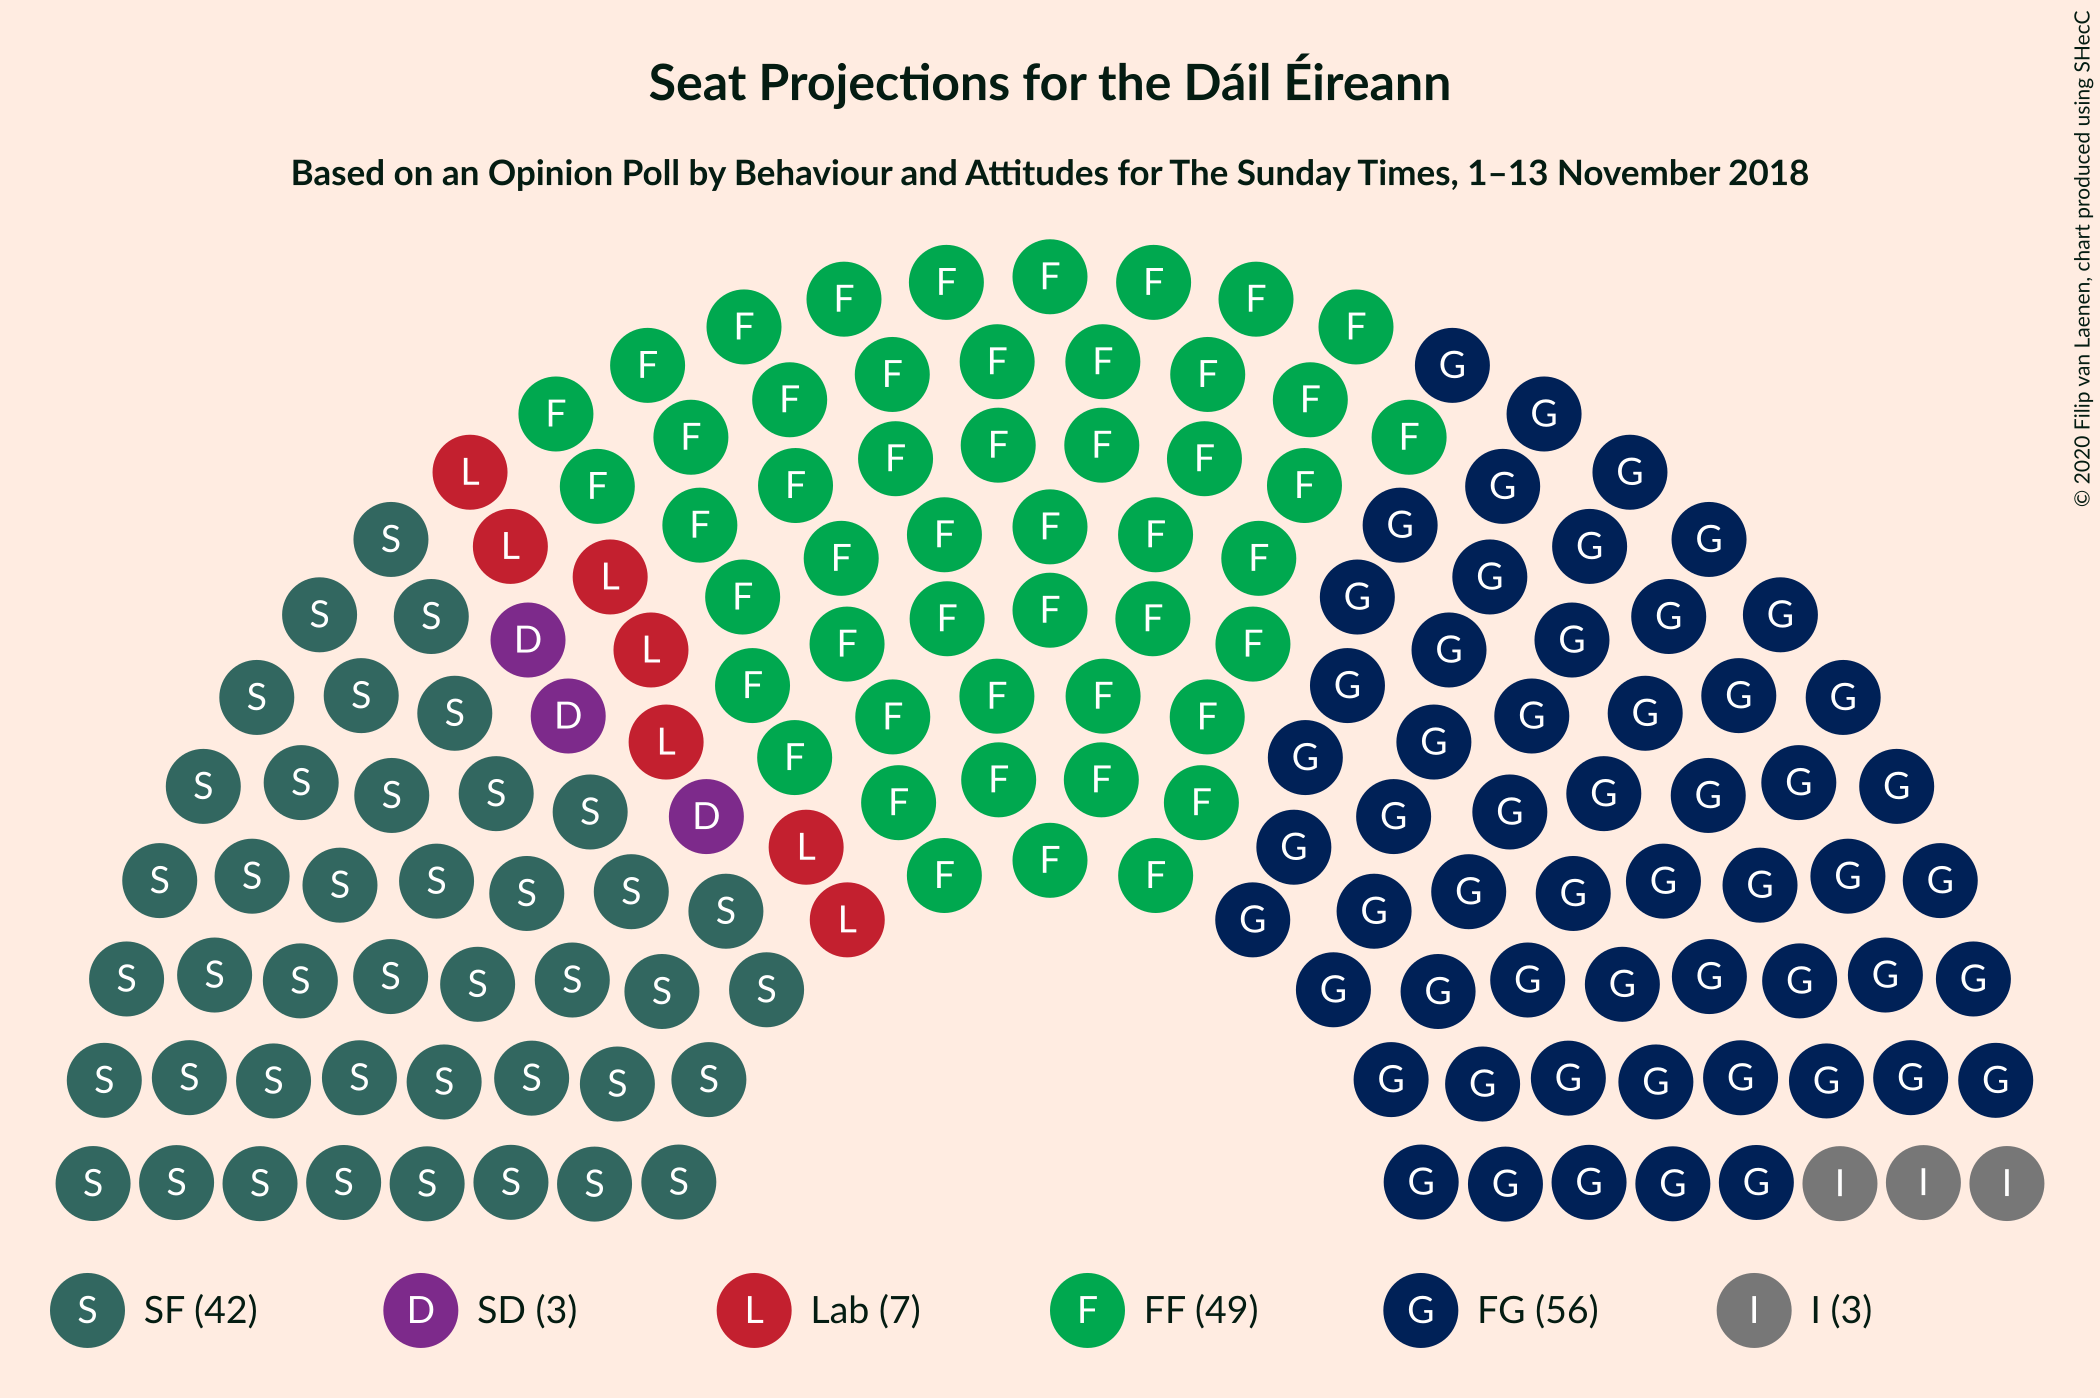 Seat Projections for the Dáil Éireann
Based on an Opinion Poll by Behaviour and Attitudes for The Sunday Times, 1–13 November 2018
© 2020 Filip van Laenen, chart produced using SHecC
F F F F F F F F F G
F F F F F F F F G G
L F F F F F F F G G
S L L F F F F F F G G G G
S S D L F F F F F F G G G G G
S S S D L F F F F F F G G G G G G
S S S S S D L F F F F G G G G G G G
S S S S S S S L F F F G G G G G G G G
S S S S S S S S G G G G G G G G
S S S S S S S S G G G G G G G G
S S S S S S S S G G G G G I I I
S SF (42) D SD (3) L Lab (7) F FF (49) G FG (56) I I (3)